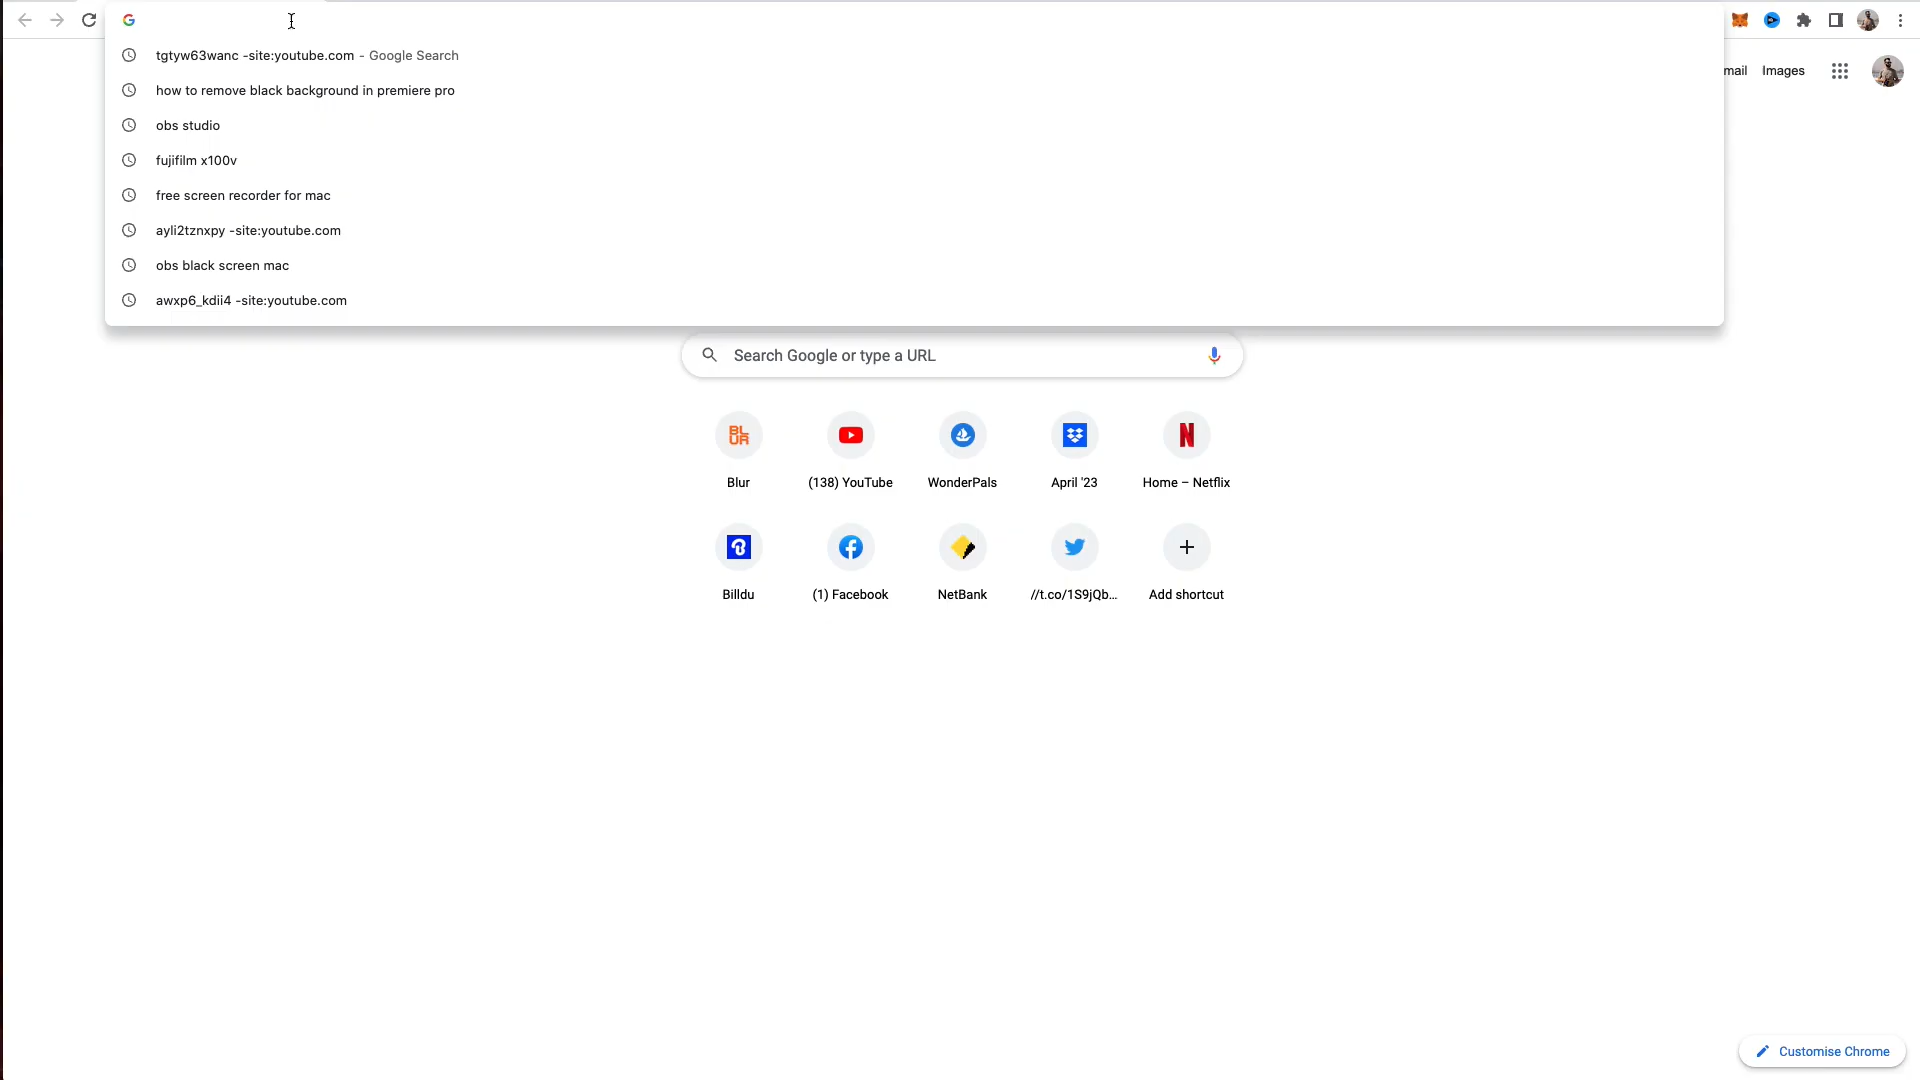 tgtyw63wanc -site:youtube.com - Google Search
how to remove black background in premiere pro
obs studio
fujifilm x100v
free screen recorder for mac
ayli2tznxpy -site:youtube.com
obs black screen mac
awxp6_kdii4 -site:youtube.com
mail Images
Search Google or type a URL
BLUR
Blur (138) YouTube WonderPals April '23 Home – Netflix
Billdu (1) Facebook NetBank //t.co/1S9jQb... Add shortcut
Customise Chrome